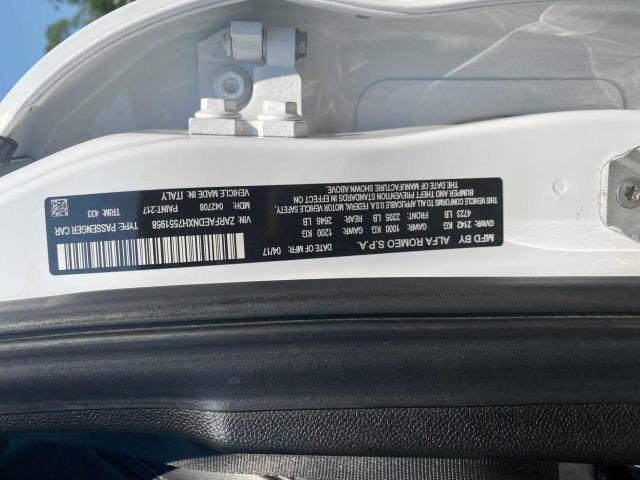 MFD BY ALFA ROMEO S.P.A.
DATE OF MFR: 04/17
GVWR: 2142 KG
GAWR: 1000 KG
GAWR: 1200 KG
4723 LB
FRONT: 2205 LB
REAR: 2646 LB
THIS VEHICLE CONFORMS TO ALL APPLICABLE U.S.A. FEDERAL MOTOR VEHICLE SAFETY,
BUMPER AND THEFT PREVENTION STANDARDS IN EFFECT ON
THE DATE OF MANUFACTURE SHOWN ABOVE.
VIN: ZARFAEDNXH7551958
TYPE: PASSENGER CAR
MDH: 042706
PAINT: 217
TRIM: 433
VEHICLE MADE IN: ITALY